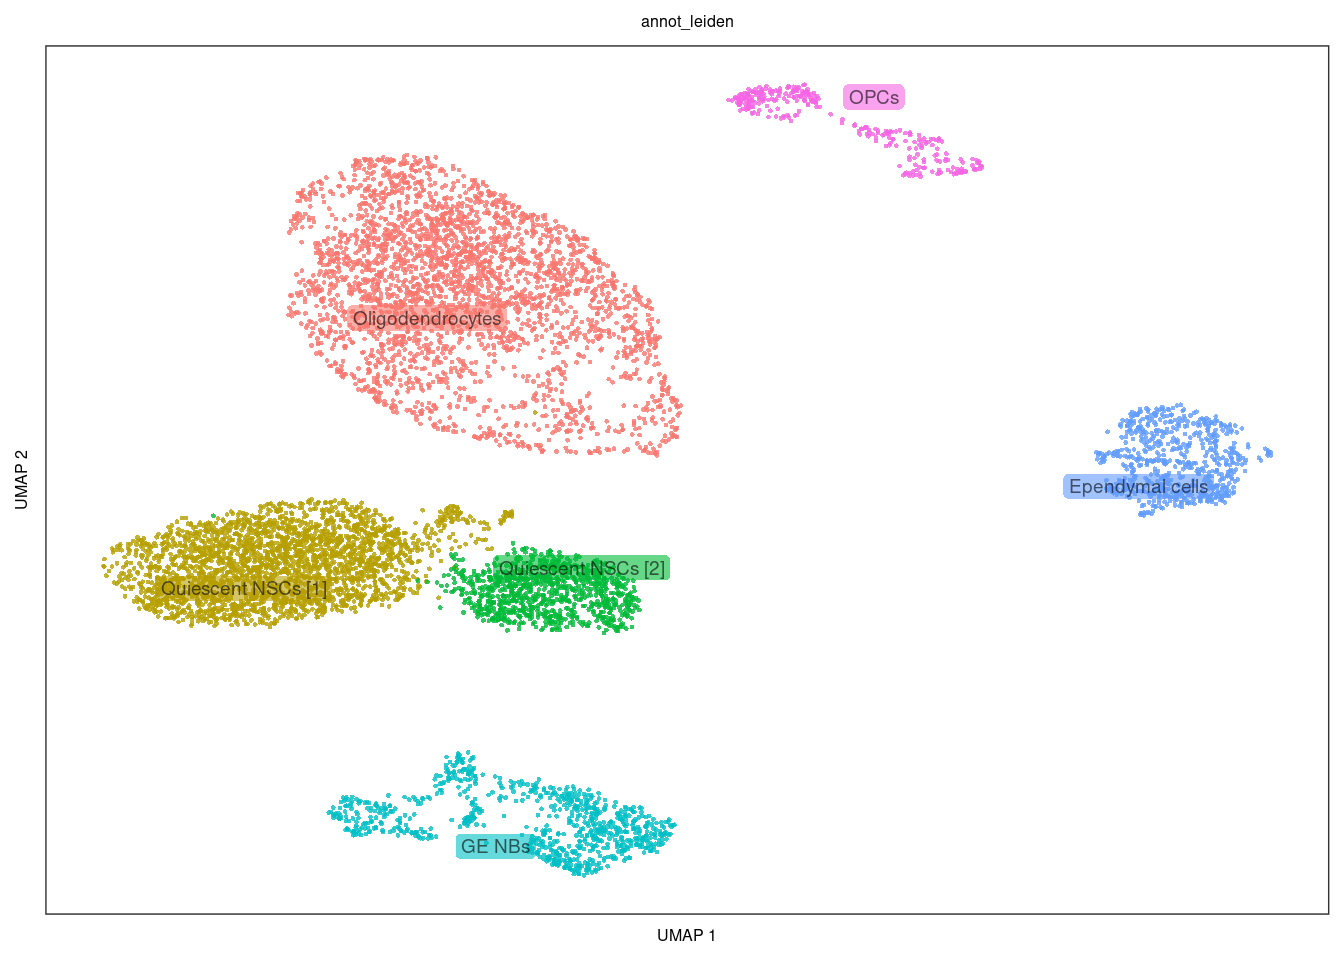 annot_leiden
OPCs
Oligodendrocytes
Ependymal cells
UMAP 2
Quiescent NSCs [2]
Quiescent NSCs [1]
GE NBs
UMAP 1